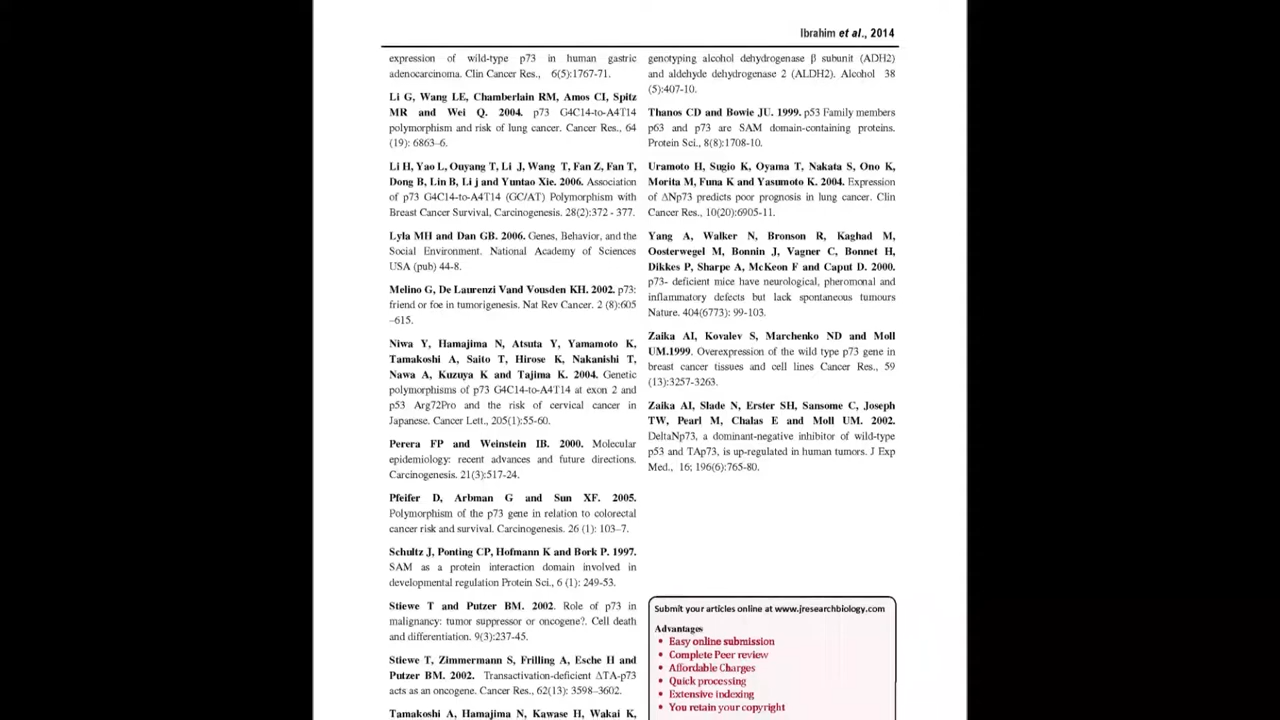 Ibrahim et al., 2014
expression of wild-type p73 in human gastric
adenocarcinoma. Clin Cancer Res., 6(5):1767-71.
Li G, Wang LE, Chamberlain RM, Amos CI, Spitz
MR and Wei Q. 2004. p73 G4C14-to-A4T14
polymorphism and risk of lung cancer. Cancer Res., 64
(19): 6863–6.
Li H, Yao L, Ouyang T, Li J, Wang T, Fan Z, Fan T,
Dong B, Lin B, Li j and Yuntao Xie. 2006. Association
of p73 G4C14-to-A4T14 (GC/AT) Polymorphism with
Breast Cancer Survival, Carcinogenesis. 28(2):372 - 377.
Lyla MH and Dan GB. 2006. Genes, Behavior, and the
Social Environment. National Academy of Sciences
USA (pub) 44-8.
Melino G, De Laurenzi Vand Vousden KH. 2002. p73:
friend or foe in tumorigenesis. Nat Rev Cancer. 2 (8):605
–615.
Niwa Y, Hamajima N, Atsuta Y, Yamamoto K,
Tamakoshi A, Saito T, Hirose K, Nakanishi T,
Nawa A, Kuzuya K and Tajima K. 2004. Genetic
polymorphisms of p73 G4C14-to-A4T14 at exon 2 and
p53 Arg72Pro and the risk of cervical cancer in
Japanese. Cancer Lett., 205(1):55-60.
Perera FP and Weinstein IB. 2000. Molecular
epidemiology: recent advances and future directions.
Carcinogenesis. 21(3):517-24.
Pfeifer D, Arbman G and Sun XF. 2005.
Polymorphism of the p73 gene in relation to colorectal
cancer risk and survival. Carcinogenesis. 26 (1): 103–7.
Schultz J, Ponting CP, Hofmann K and Bork P. 1997.
SAM as a protein interaction domain involved in
developmental regulation Protein Sci., 6 (1): 249-53.
Stiewe T and Putzer BM. 2002. Role of p73 in
malignancy: tumor suppressor or oncogene?. Cell death
and differentiation. 9(3):237-45.
Stiewe T, Zimmermann S, Frilling A, Esche H and
Putzer BM. 2002. Transactivation-deficient ΔTA-p73
acts as an oncogene. Cancer Res., 62(13): 3598–3602.
Tamakoshi A, Hamajima N, Kawase H, Wakai K,
genotyping alcohol dehydrogenase β subunit (ADH2)
and aldehyde dehydrogenase 2 (ALDH2). Alcohol 38
(5):407-10.
Thanos CD and Bowie JU. 1999. p53 Family members
p63 and p73 are SAM domain-containing proteins.
Protein Sci., 8(8):1708-10.
Uramoto H, Sugio K, Oyama T, Nakata S, Ono K,
Morita M, Funa K and Yasumoto K. 2004. Expression
of ΔNp73 predicts poor prognosis in lung cancer. Clin
Cancer Res., 10(20):6905-11.
Yang A, Walker N, Bronson R, Kaghad M,
Oosterwegel M, Bonnin J, Vagner C, Bonnet H,
Dikkes P, Sharpe A, McKeon F and Caput D. 2000.
p73- deficient mice have neurological, pheromonal and
inflammatory defects but lack spontaneous tumours
Nature. 404(6773): 99-103.
Zaika AI, Kovalev S, Marchenko ND and Moll
UM.1999. Overexpression of the wild type p73 gene in
breast cancer tissues and cell lines Cancer Res., 59
(13):3257-3263.
Zaika AI, Slade N, Erster SH, Sansome C, Joseph
TW, Pearl M, Chalas E and Moll UM. 2002.
DeltaNp73, a dominant-negative inhibitor of wild-type
p53 and TAp73, is up-regulated in human tumors. J Exp
Med., 16; 196(6):765-80.
Submit your articles online at www.jresearchbiology.com
Advantages
• Easy online submission
• Complete Peer review
• Affordable Charges
• Quick processing
• Extensive indexing
• You retain your copyright